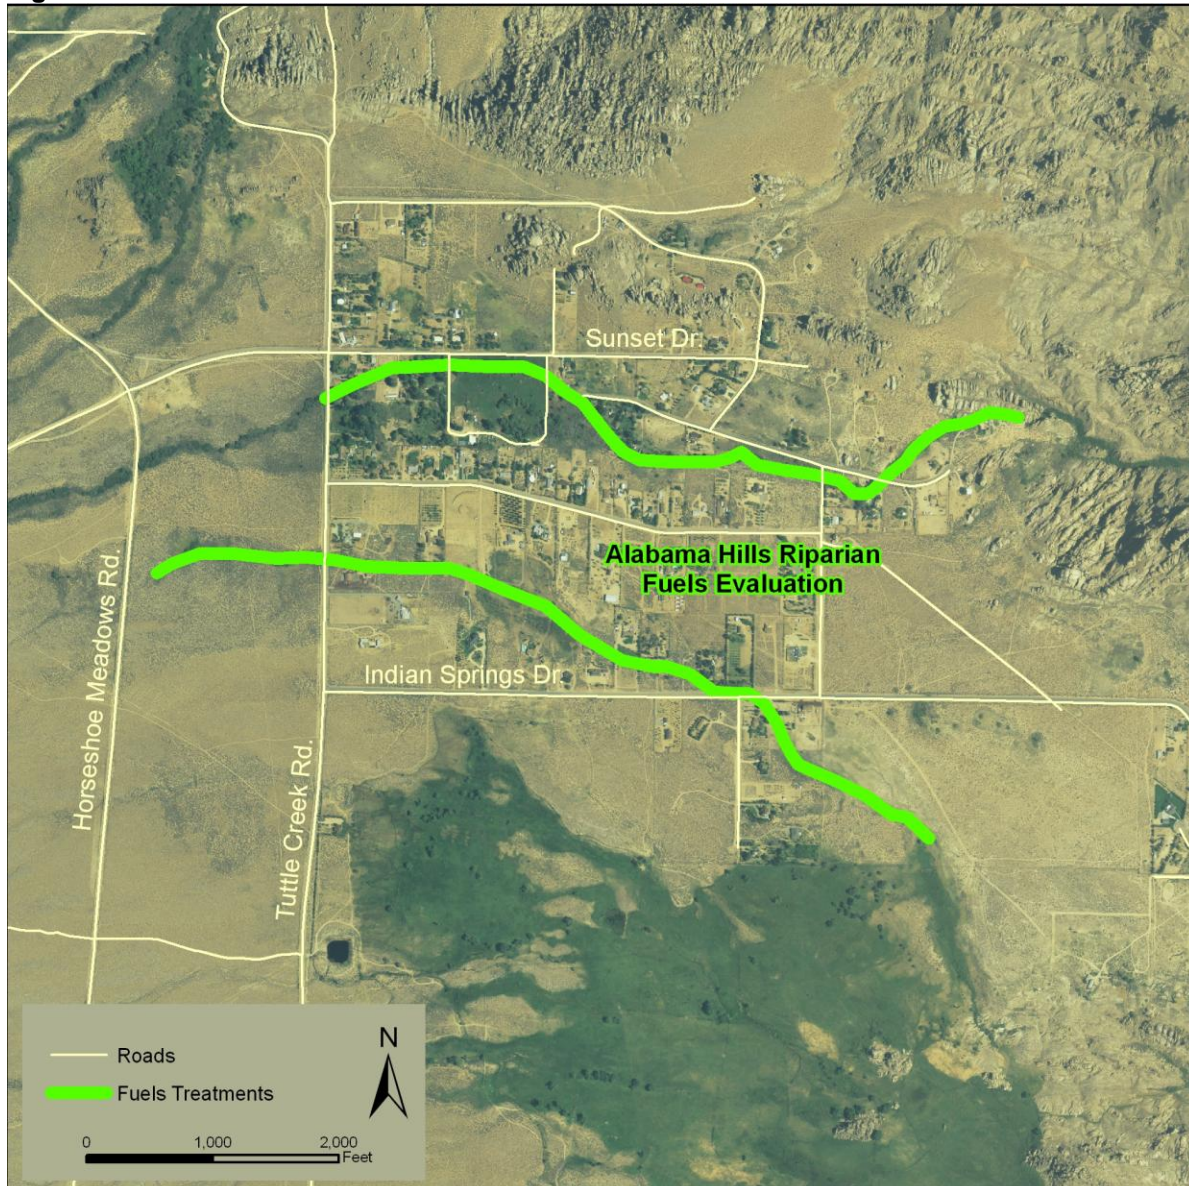 Sunset Dr.
Alabama Hills Riparian
Fuels Evaluation
Horseshoe Meadows Rd.
Indian Springs Dr.
Tuttle Creek Rd.
N
Roads
Fuels Treatments
0 1,000 2,000
Feet